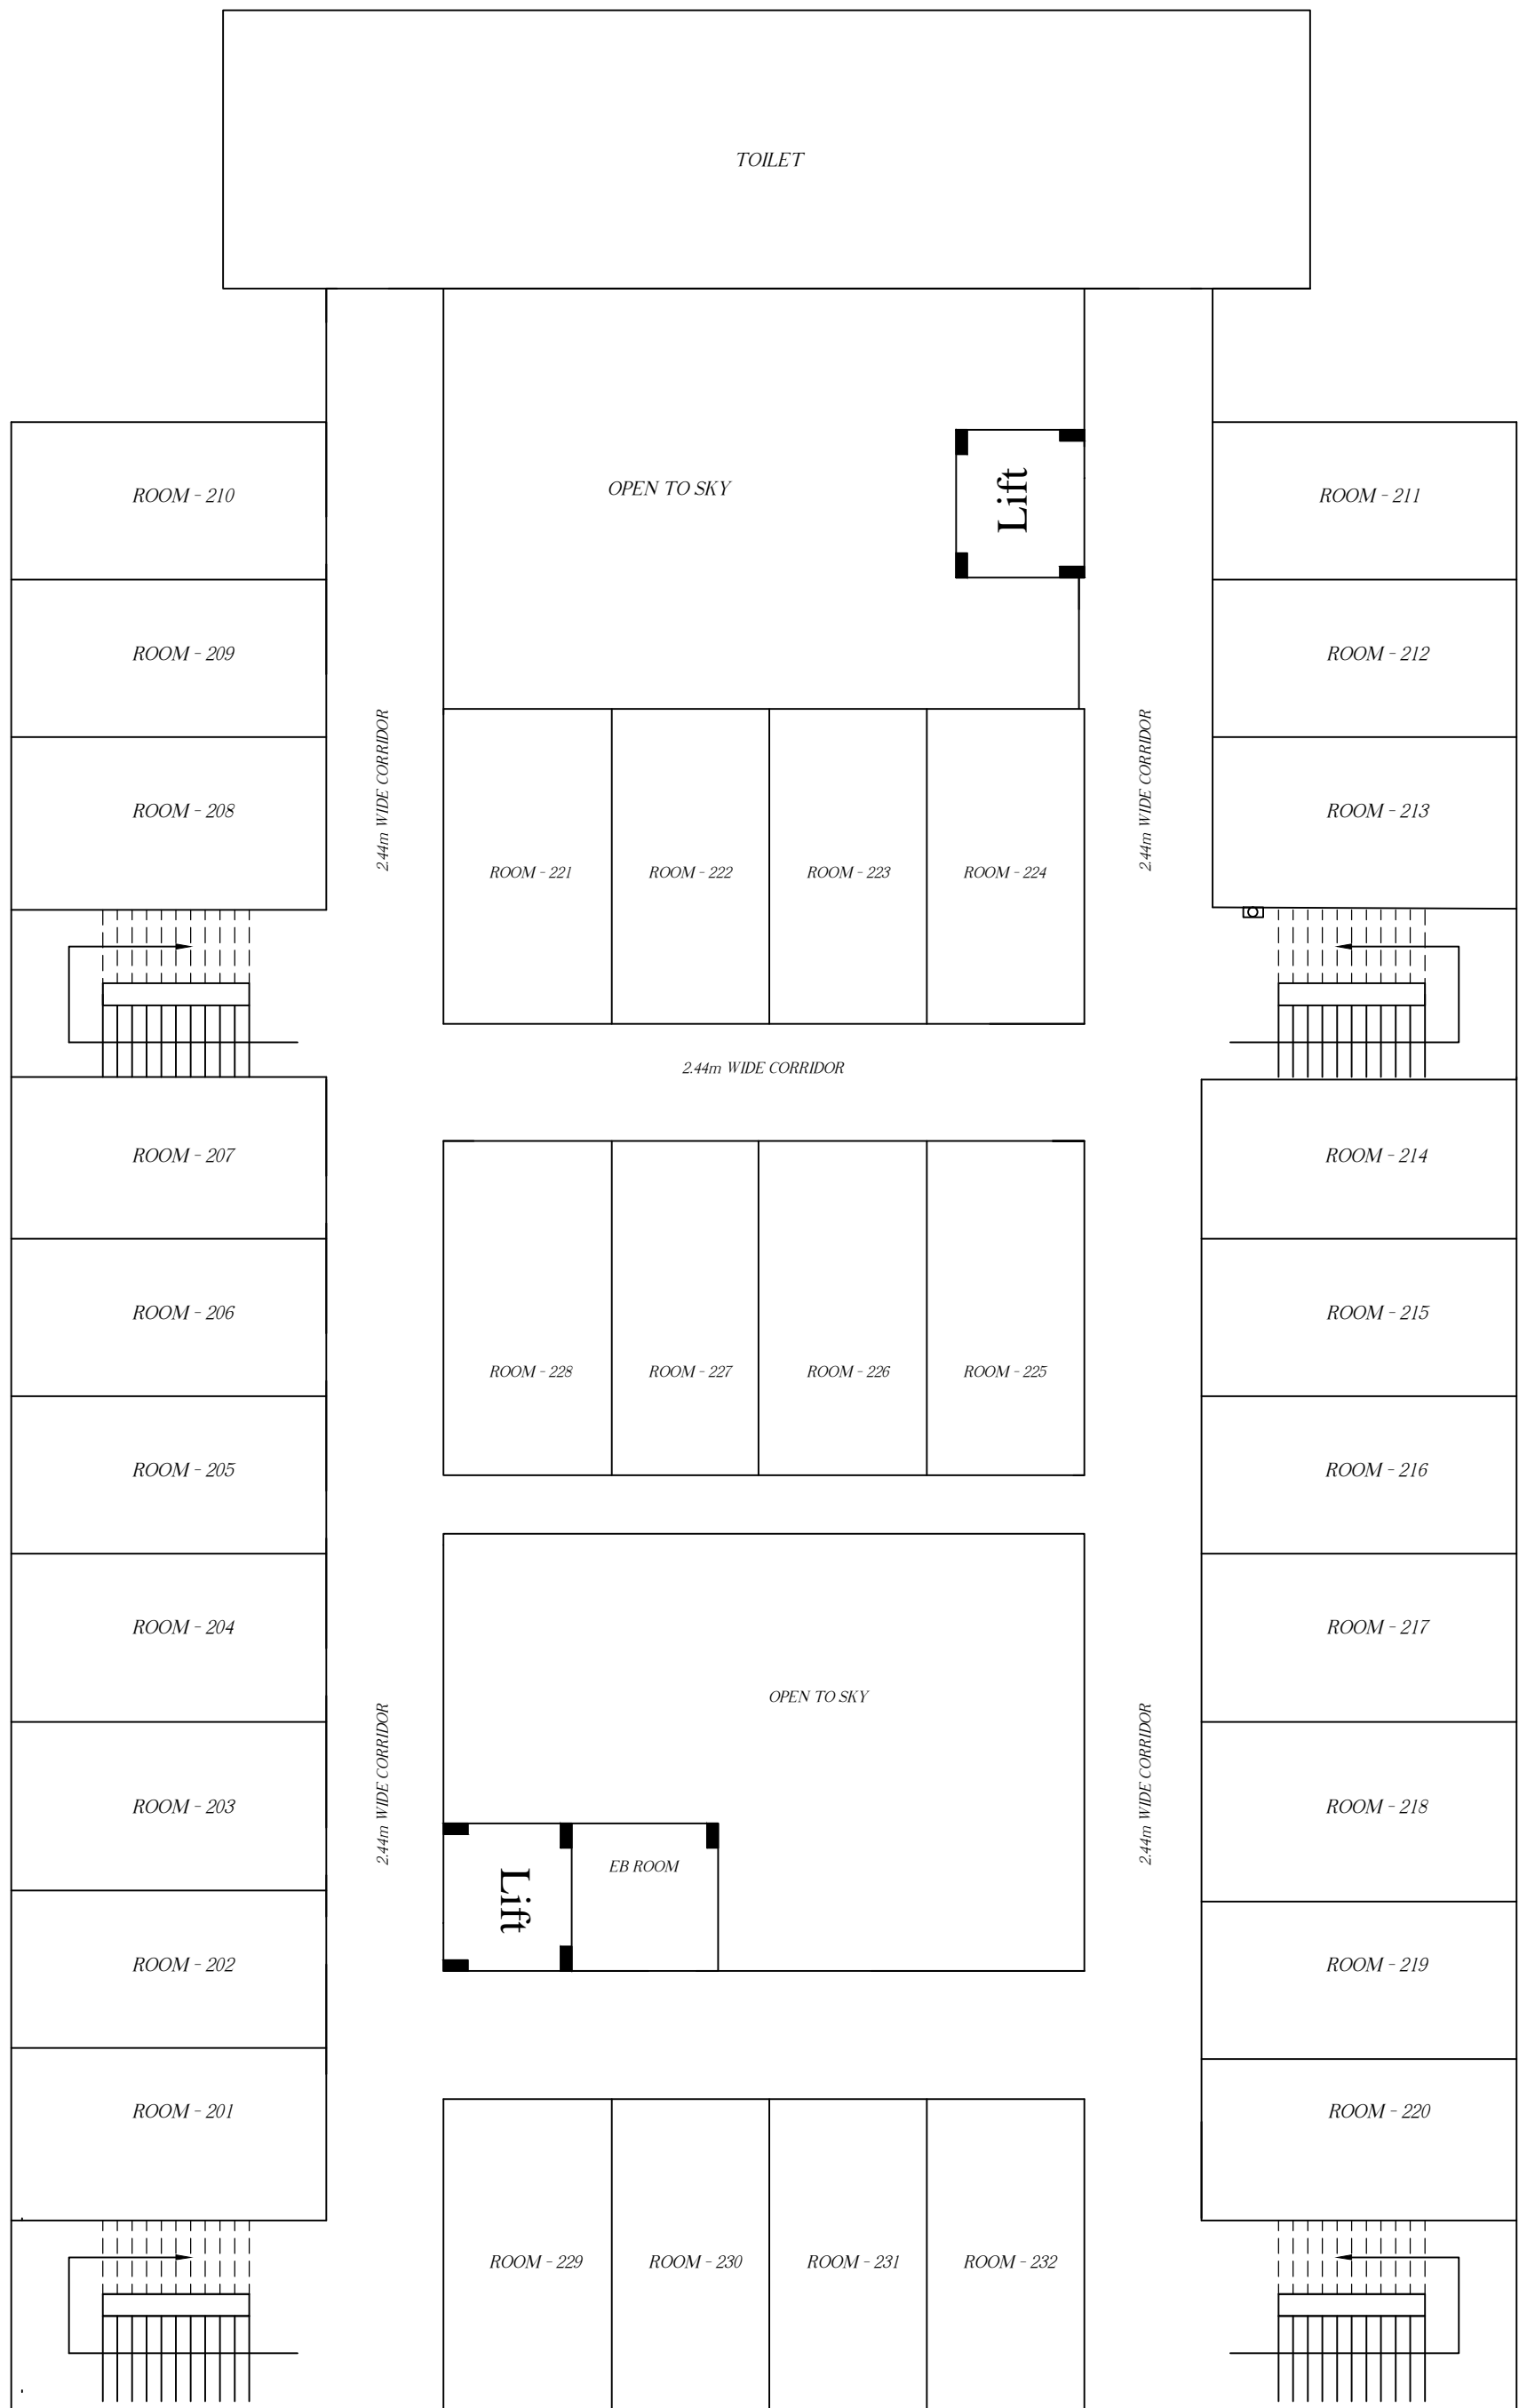 TOILET
OPEN TO SKY
Lift
ROOM - 210
ROOM - 211
ROOM - 209
ROOM - 212
ROOM - 208
ROOM - 213
2.44m WIDE CORRIDOR
2.44m WIDE CORRIDOR
ROOM - 221
ROOM - 222
ROOM - 223
ROOM - 224
2.44m WIDE CORRIDOR
ROOM - 207
ROOM - 214
ROOM - 206
ROOM - 215
ROOM - 228
ROOM - 227
ROOM - 226
ROOM - 225
ROOM - 205
ROOM - 216
ROOM - 204
ROOM - 217
OPEN TO SKY
2.44m WIDE CORRIDOR
2.44m WIDE CORRIDOR
ROOM - 203
ROOM - 218
EB ROOM
Lift
ROOM - 202
ROOM - 219
ROOM - 201
ROOM - 220
ROOM - 229
ROOM - 230
ROOM - 231
ROOM - 232